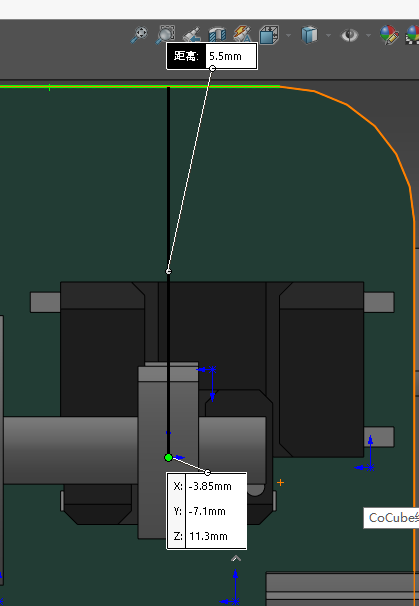 距离: 5.5mm
X: -3.85mm
Y: -7.1mm
Z: 11.3mm
CoCube